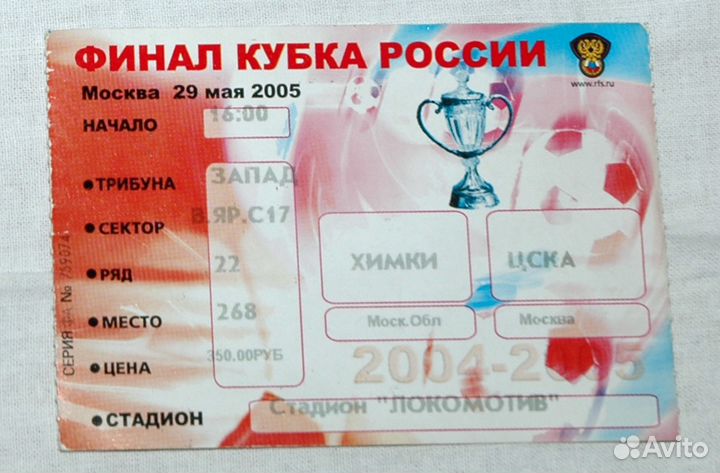 ФИНАЛ КУБКА РОССИИ
www.rfs.ru
Москва 29 мая 2005
НАЧАЛО 16:00
ТРИБУНА ЗАПАД
СЕКТОР В.ЯР.С17
РЯД 22
МЕСТО 268
ЦЕНА 350.00РУБ
ХИМКИ ЦСКА
Моск.Обл Москва
2004-2005
СТАДИОН Стадион "ЛОКОМОТИВ"
СЕРИЯ №
Avito